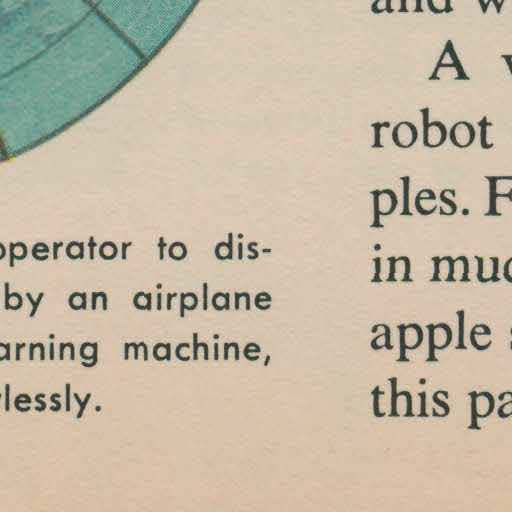 operator to dis-
by an airplane
arning machine,
lessly.
and w
A v
robot
ples. F
in muc
apple s
this pa